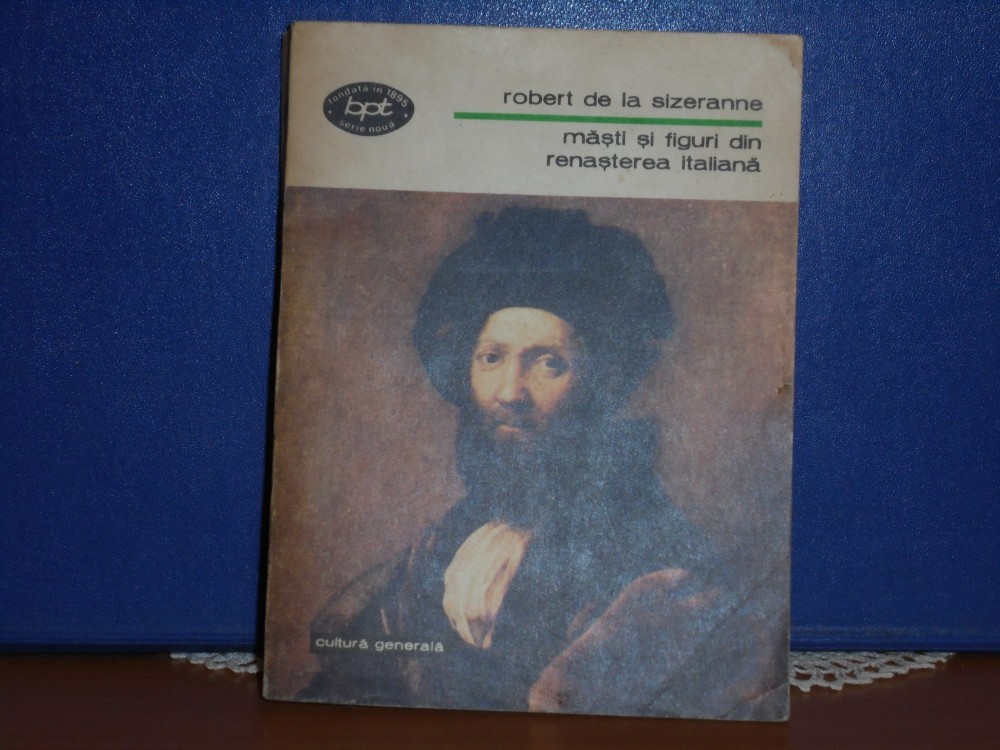 fondată în 1895
bpt
serie nouă
robert de la sizeranne
măști și figuri din
renașterea italiană
cultură generală